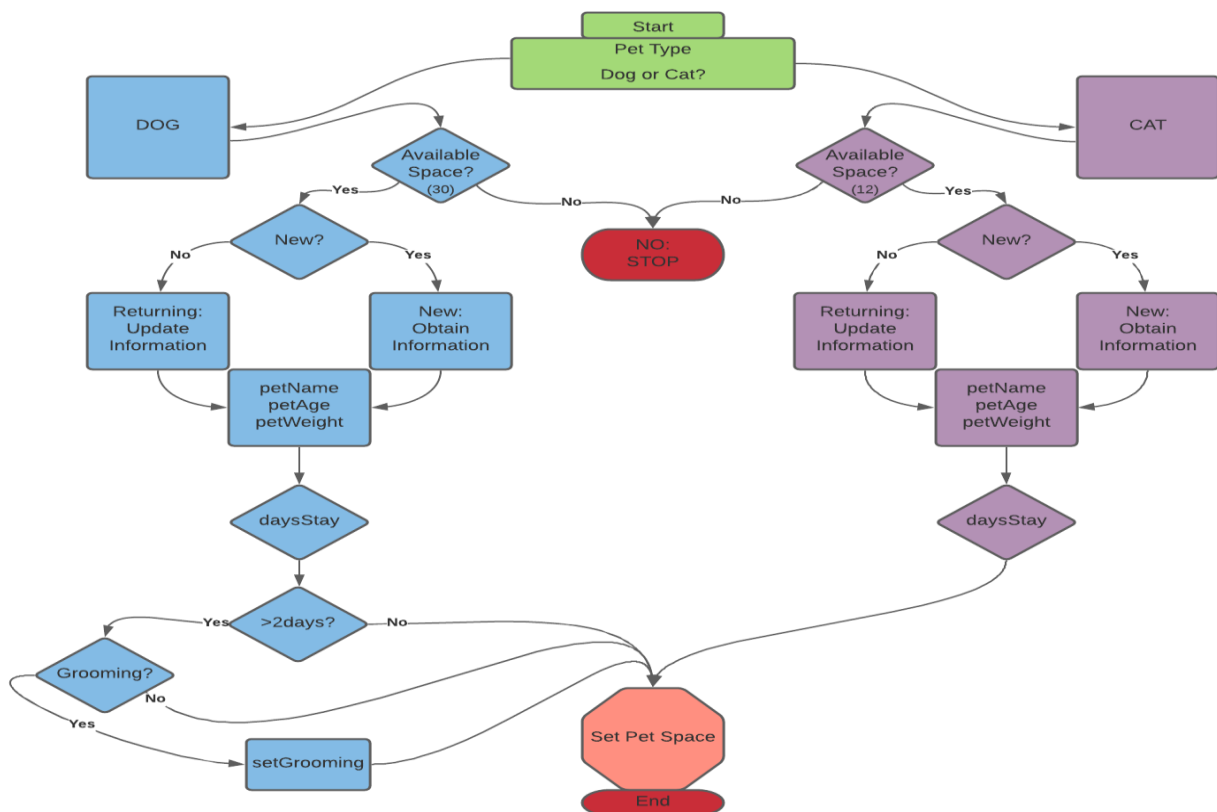 Start
Pet Type
Dog or Cat?
DOG
CAT
Available
Space?
(30)
Available
Space?
(12)
Yes
No
No
Yes
New?
NO:
STOP
New?
No
Yes
No
Yes
Returning:
Update
Information
New:
Obtain
Information
Returning:
Update
Information
New:
Obtain
Information
petName
petAge
petWeight
petName
petAge
petWeight
daysStay
daysStay
>2days?
Yes
No
Grooming?
No
Yes
setGrooming
Set Pet Space
End